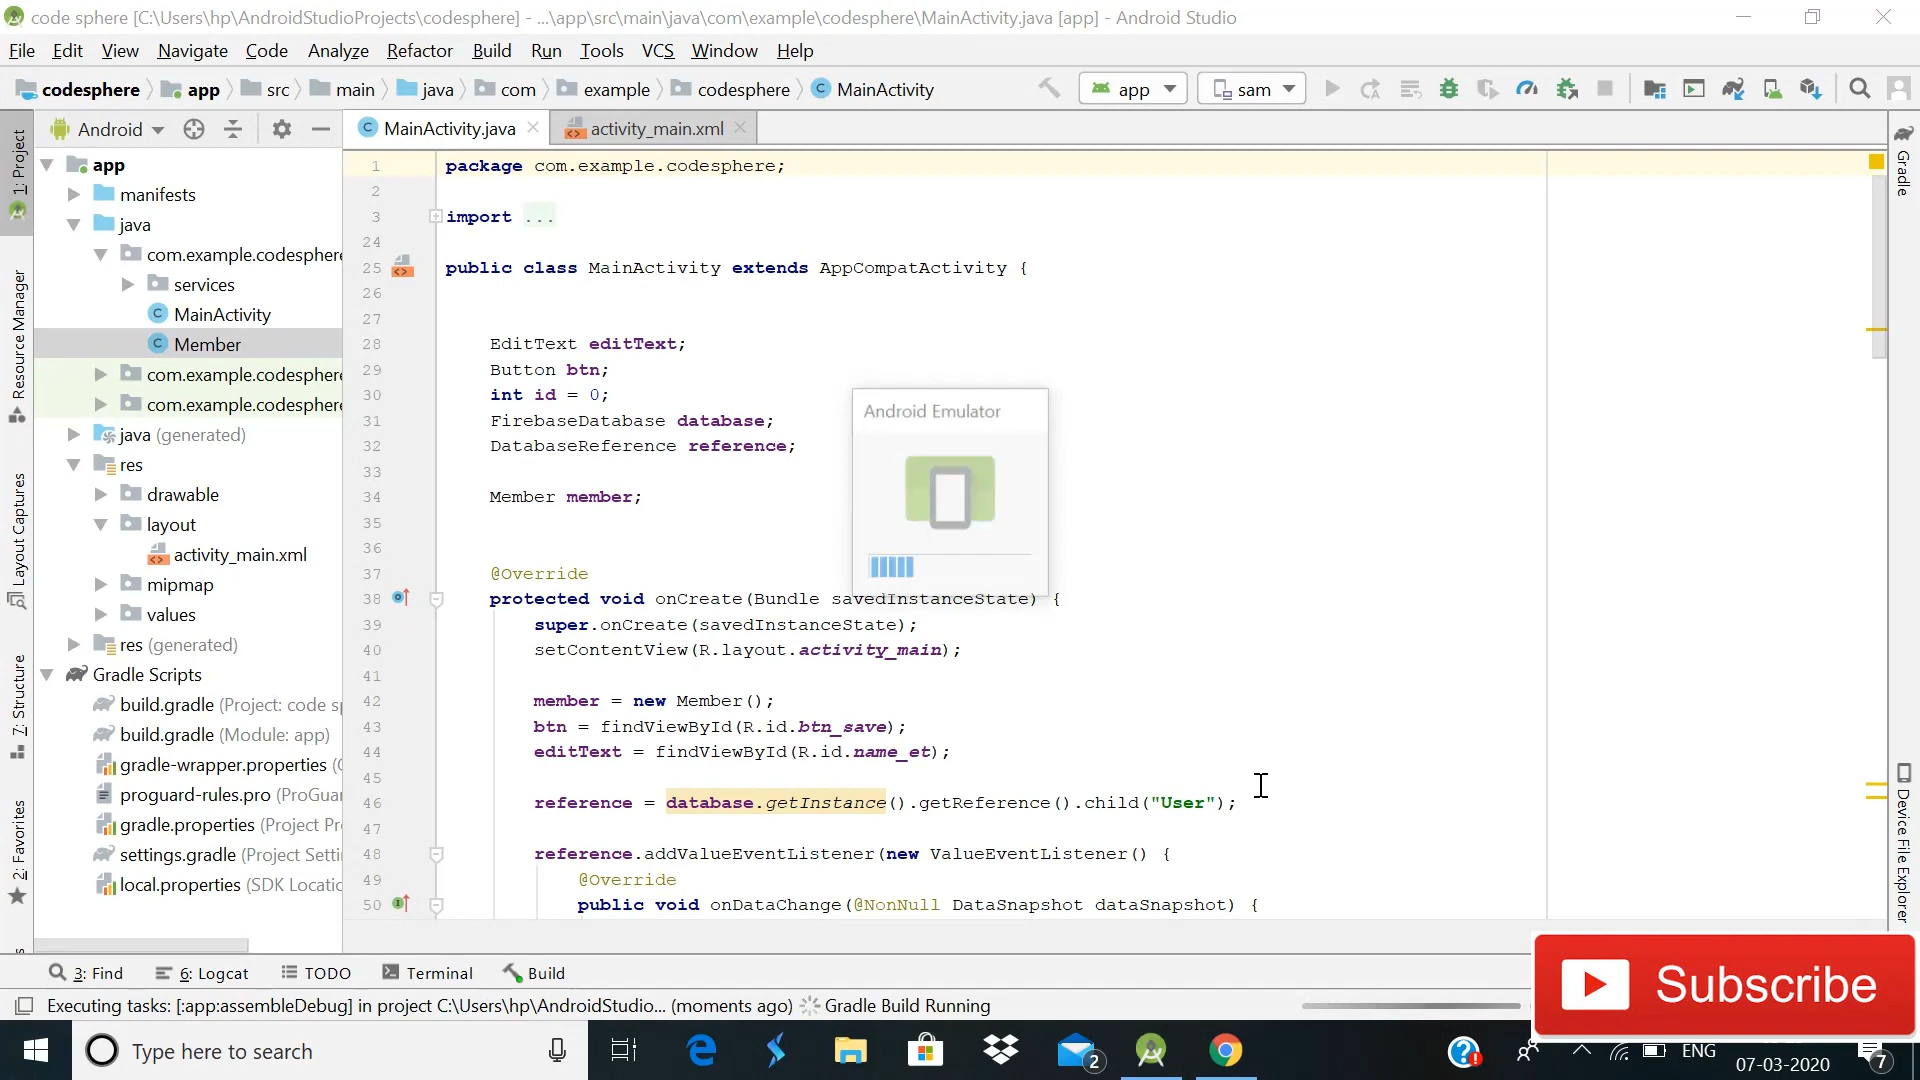 code sphere [C:\Users\hp\AndroidStudioProjects\codesphere] - ...\app\src\main\java\com\example\codesphere\MainActivity.java [app] - Android Studio
File Edit View Navigate Code Analyze Refactor Build Run Tools VCS Window Help
codesphere app src main java com example codesphere MainActivity app sam
Android MainActivity.java activity_main.xml
1: Project
Resource Manager
Layout Captures
7: Structure
2: Favorites
app
manifests
java
com.example.codesphere
services
MainActivity
Member
com.example.codesphere
com.example.codesphere
java (generated)
res
drawable
layout
activity_main.xml
mipmap
values
res (generated)
Gradle Scripts
build.gradle (Project: code sp
build.gradle (Module: app)
gradle-wrapper.properties (G
proguard-rules.pro (ProGuar
gradle.properties (Project Pr
settings.gradle (Project Setti
local.properties (SDK Locatic
1 package com.example.codesphere;
2
3 import ...
24
25 public class MainActivity extends AppCompatActivity {
26
27
28 EditText editText;
29 Button btn;
30 int id = 0;
31 FirebaseDatabase database;
32 DatabaseReference reference;
33
34 Member member;
35
36
37 @Override
38 protected void onCreate(Bundle savedInstanceState) {
39 super.onCreate(savedInstanceState);
40 setContentView(R.layout.activity_main);
41
42 member = new Member();
43 btn = findViewById(R.id.btn_save);
44 editText = findViewById(R.id.name_et);
45
46 reference = database.getInstance().getReference().child("User");
47
48 reference.addValueEventListener(new ValueEventListener() {
49 @Override
50 public void onDataChange(@NonNull DataSnapshot dataSnapshot) {
Android Emulator
Gradle
Device File Explorer
3: Find 6: Logcat TODO Terminal Build
Executing tasks: [:app:assembleDebug] in project C:\Users\hp\AndroidStudio... (moments ago) Gradle Build Running
Subscribe
Type here to search
2
ENG
07-03-2020
7